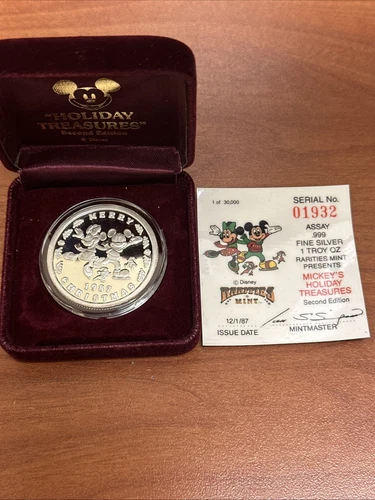 "HOLIDAY
TREASURES"
Second Edition
© Disney
MERRY
1987
CHRISTMAS
1 of 30,000
SERIAL No.
01932
ASSAY
.999
FINE SILVER
1 TROY OZ
RARITIES MINT
PRESENTS
MICKEY'S
HOLIDAY
TREASURES
Second Edition
© Disney
RARITIES
MINT
12/1/87
ISSUE DATE
MINTMASTER